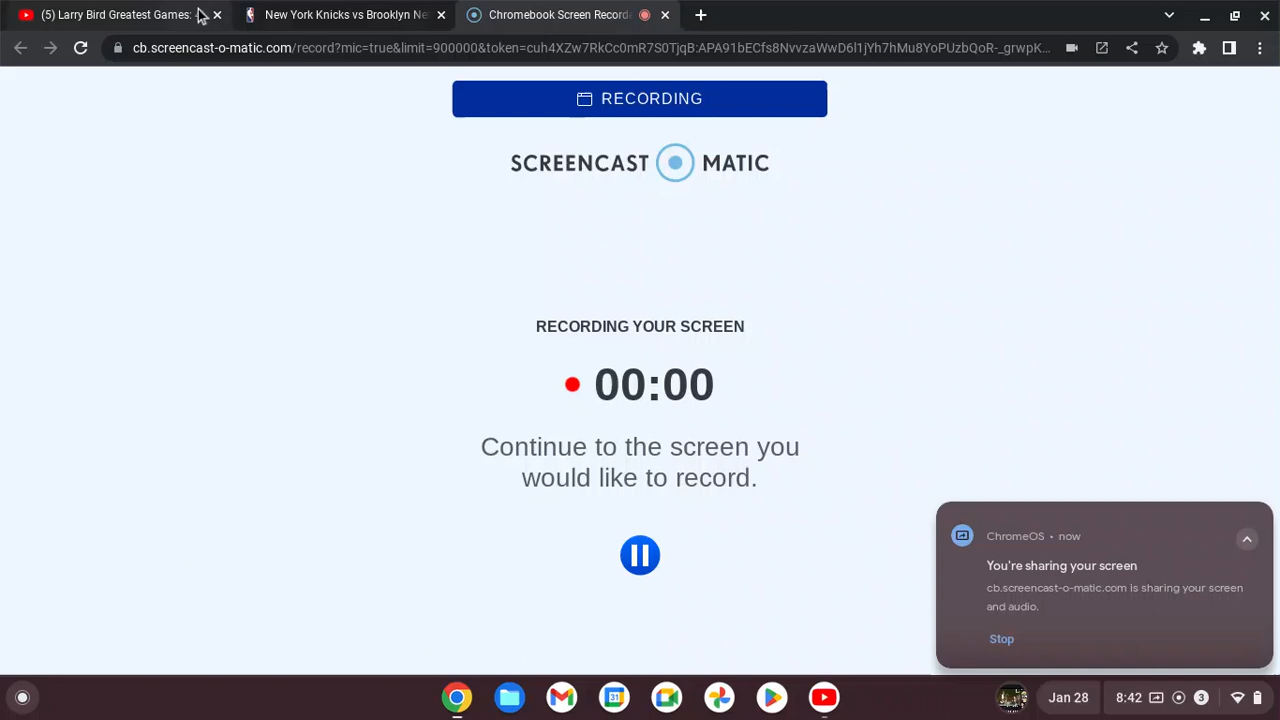 (5) Larry Bird Greatest Games:
New York Knicks vs Brooklyn Ne
Chromebook Screen Record
cb.screencast-o-matic.com/record?mic=true&limit=900000&token=cuh4XZw7RkCc0mR7S0TjqB:APA91bECfs8NvvzaWwD6l1jYh7hMu8YoPUzbQoR-_grwpK...
RECORDING
SCREENCAST MATIC
RECORDING YOUR SCREEN
00:00
Continue to the screen you
would like to record.
ChromeOS • now
You're sharing your screen
cb.screencast-o-matic.com is sharing your screen
and audio.
Stop
31
Jan 28
8:42
3